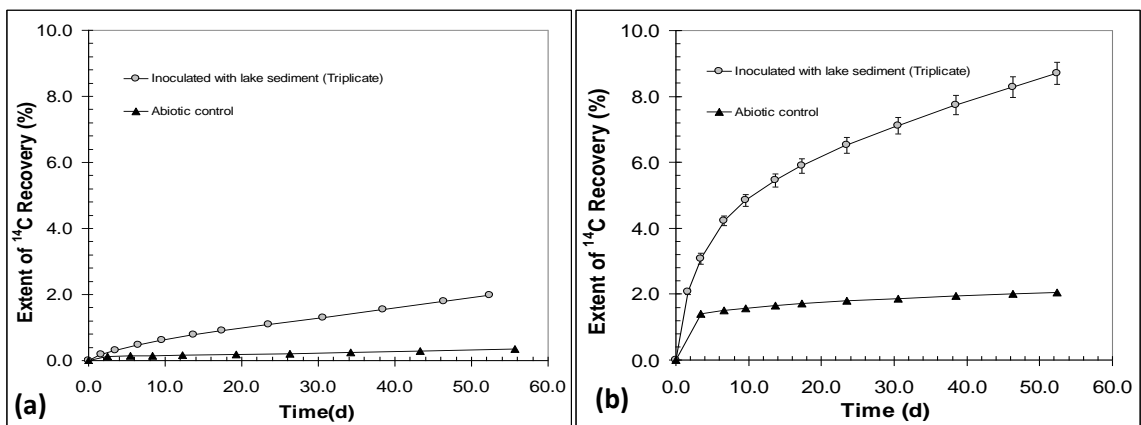 10.0
8.0
6.0
4.0
2.0
0.0
Extent of ¹⁴C Recovery (%)
Inoculated with lake sediment (Triplicate)
Abiotic control
0.0 10.0 20.0 30.0 40.0 50.0 60.0
Time(d)
(a)
10.0
8.0
6.0
4.0
2.0
0.0
Extent of ¹⁴C Recovery (%)
Inoculated with lake sediment (Triplicate)
Abiotic control
0.0 10.0 20.0 30.0 40.0 50.0 60.0
Time (d)
(b)